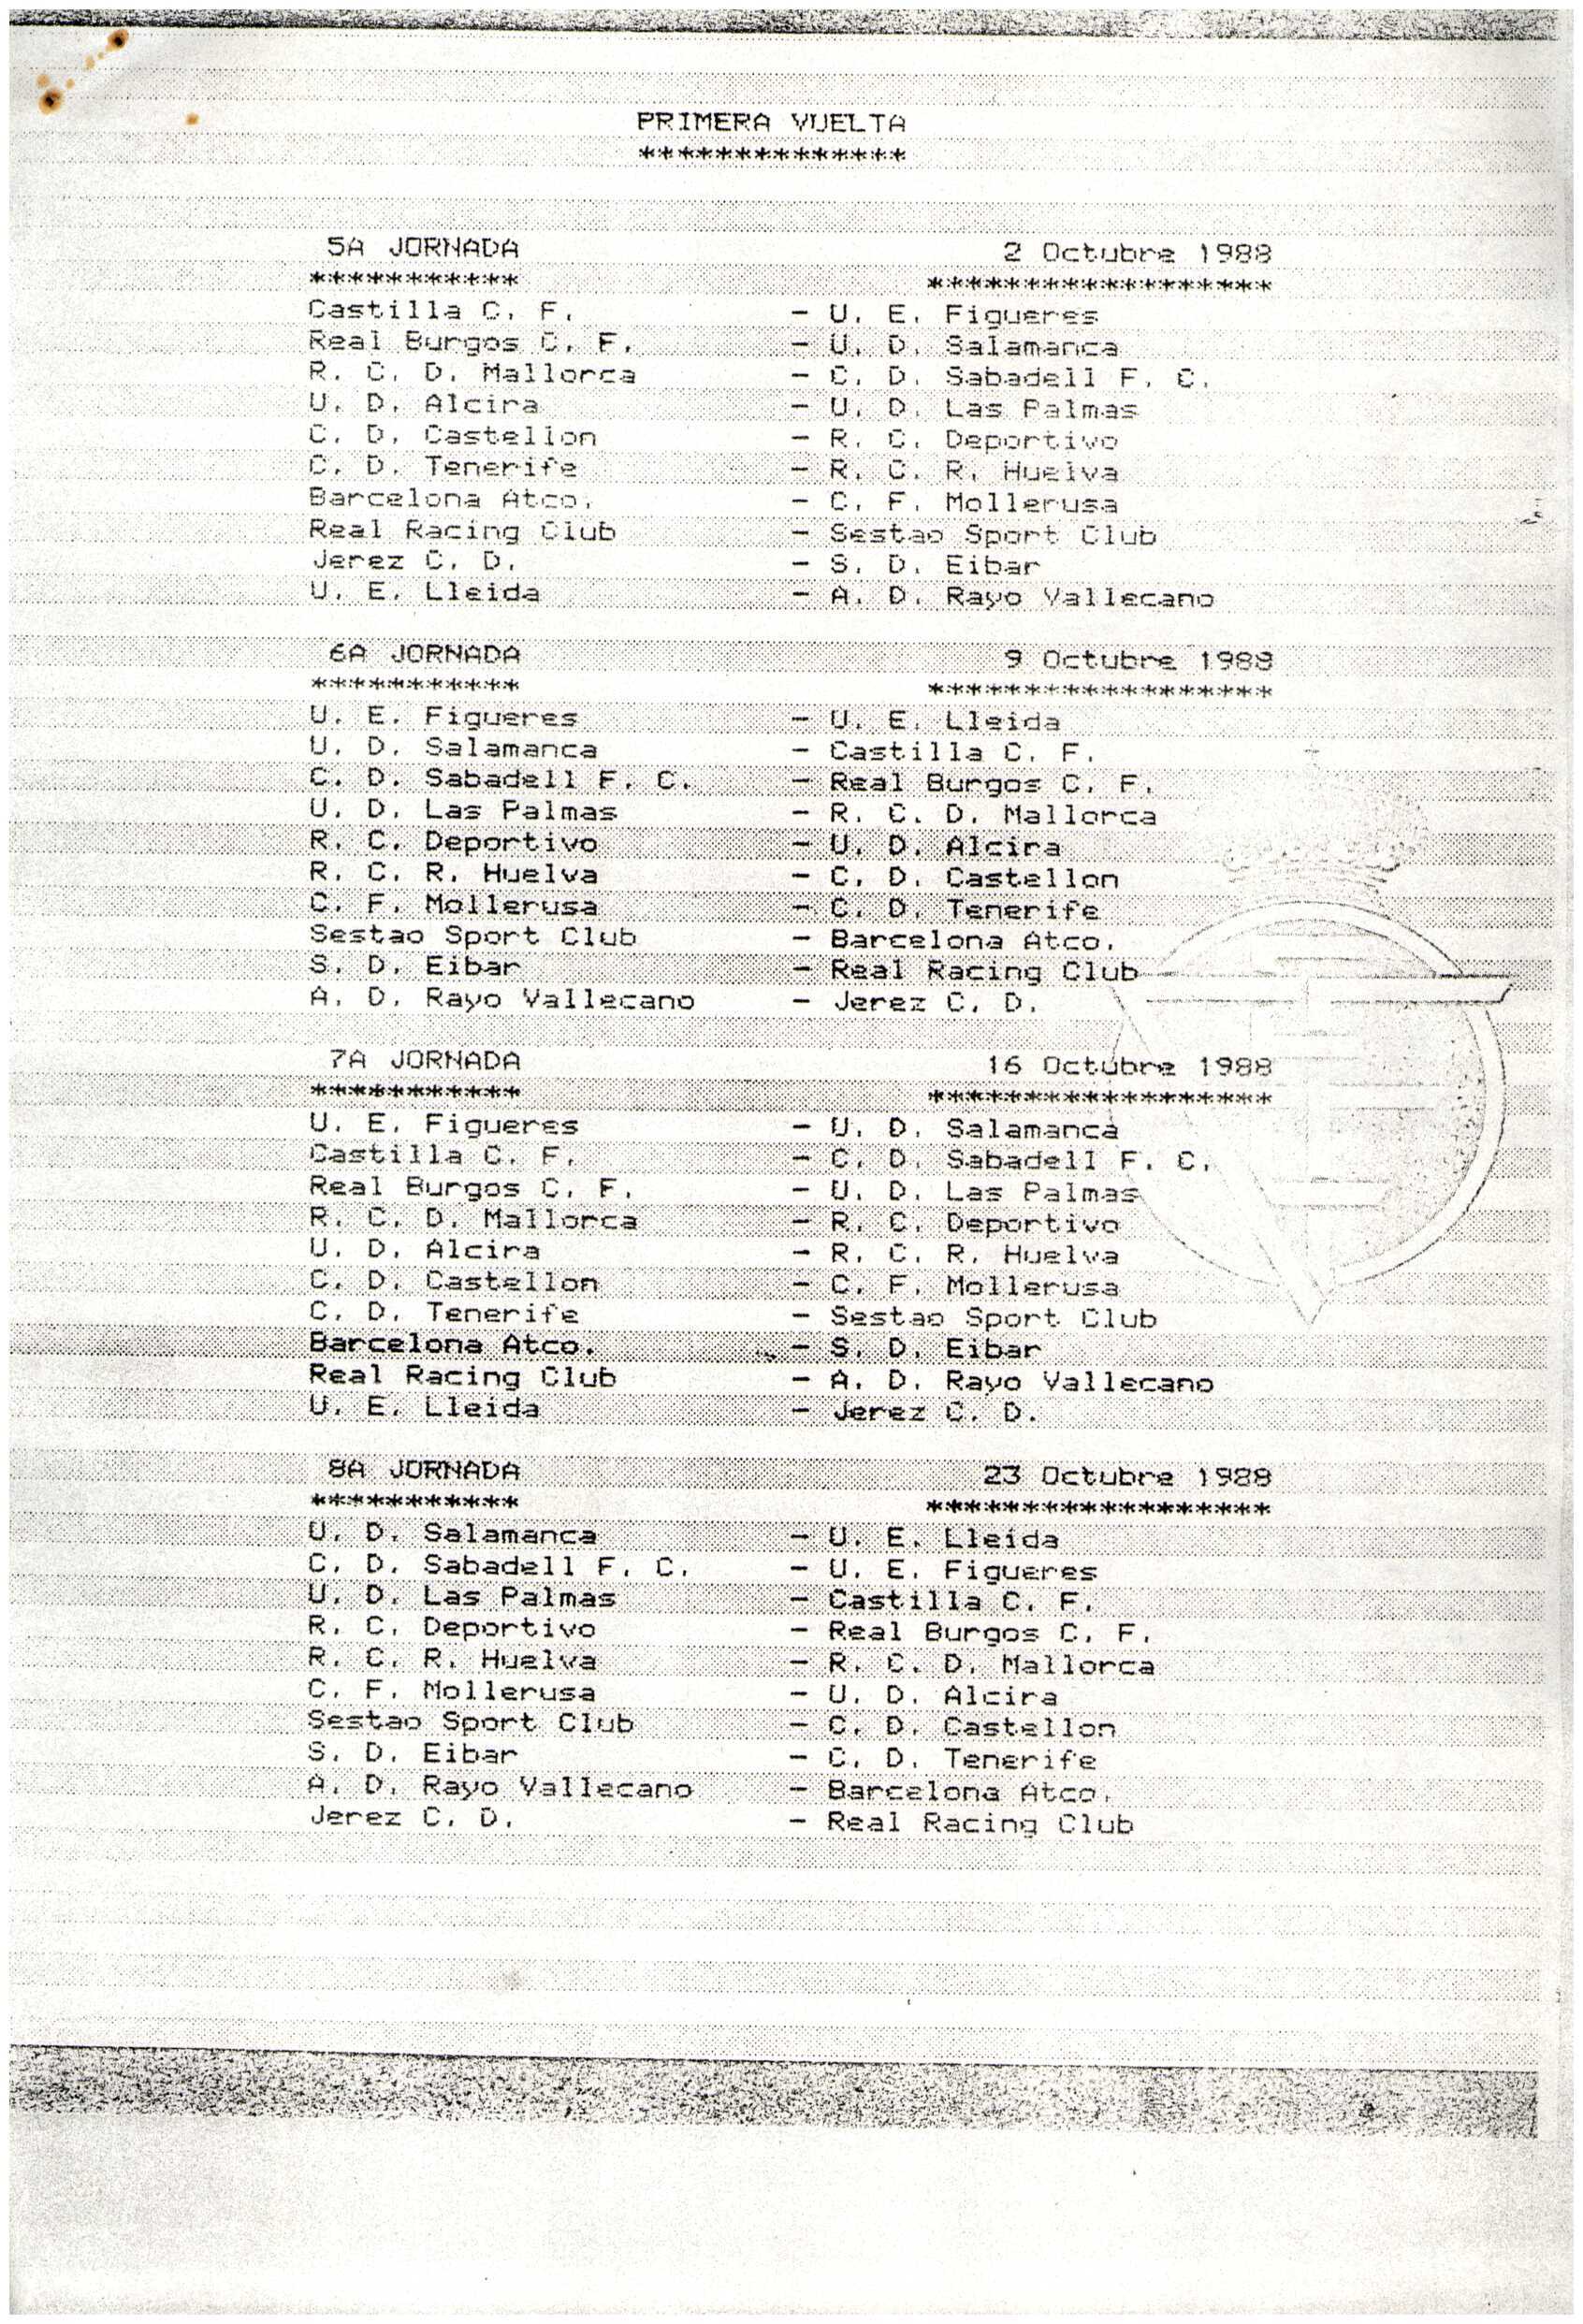 PRIMERA VUELTA
**************
5A JORNADA 2 Octubre 1988
*********** ******************
Castilla C. F. - U. E. Figueres
Real Burgos C. F. - U. D. Salamanca
R. C. D. Mallorca - C. D. Sabadell F. C.
U. D. Alcira - U. D. Las Palmas
C. D. Castellon - R. C. Deportivo
C. D. Tenerife - R. C. R. Huelva
Barcelona Atco. - C. F. Mollerusa
Real Racing Club - Sestao Sport Club
Jerez C. D. - S. D. Eibar
U. E. Lleida - A. D. Rayo Vallecano
6A JORNADA 9 Octubre 1988
*********** ******************
U. E. Figueres - U. E. Lleida
U. D. Salamanca - Castilla C. F.
C. D. Sabadell F. C. - Real Burgos C. F.
U. D. Las Palmas - R. C. D. Mallorca
R. C. Deportivo - U. D. Alcira
R. C. R. Huelva - C. D. Castellon
C. F. Mollerusa - C. D. Tenerife
Sestao Sport Club - Barcelona Atco.
S. D. Eibar - Real Racing Club
A. D. Rayo Vallecano - Jerez C. D.
7A JORNADA 16 Octubre 1988
*********** ******************
U. E. Figueres - U. D. Salamanca
Castilla C. F. - C. D. Sabadell F. C.
Real Burgos C. F. - U. D. Las Palmas
R. C. D. Mallorca - R. C. Deportivo
U. D. Alcira - R. C. R. Huelva
C. D. Castellon - C. F. Mollerusa
C. D. Tenerife - Sestao Sport Club
Barcelona Atco. - S. D. Eibar
Real Racing Club - A. D. Rayo Vallecano
U. E. Lleida - Jerez C. D.
8A JORNADA 23 Octubre 1988
*********** ******************
U. D. Salamanca - U. E. Lleida
C. D. Sabadell F. C. - U. E. Figueres
U. D. Las Palmas - Castilla C. F.
R. C. Deportivo - Real Burgos C. F.
R. C. R. Huelva - R. C. D. Mallorca
C. F. Mollerusa - U. D. Alcira
Sestao Sport Club - C. D. Castellon
S. D. Eibar - C. D. Tenerife
A. D. Rayo Vallecano - Barcelona Atco.
Jerez C. D. - Real Racing Club